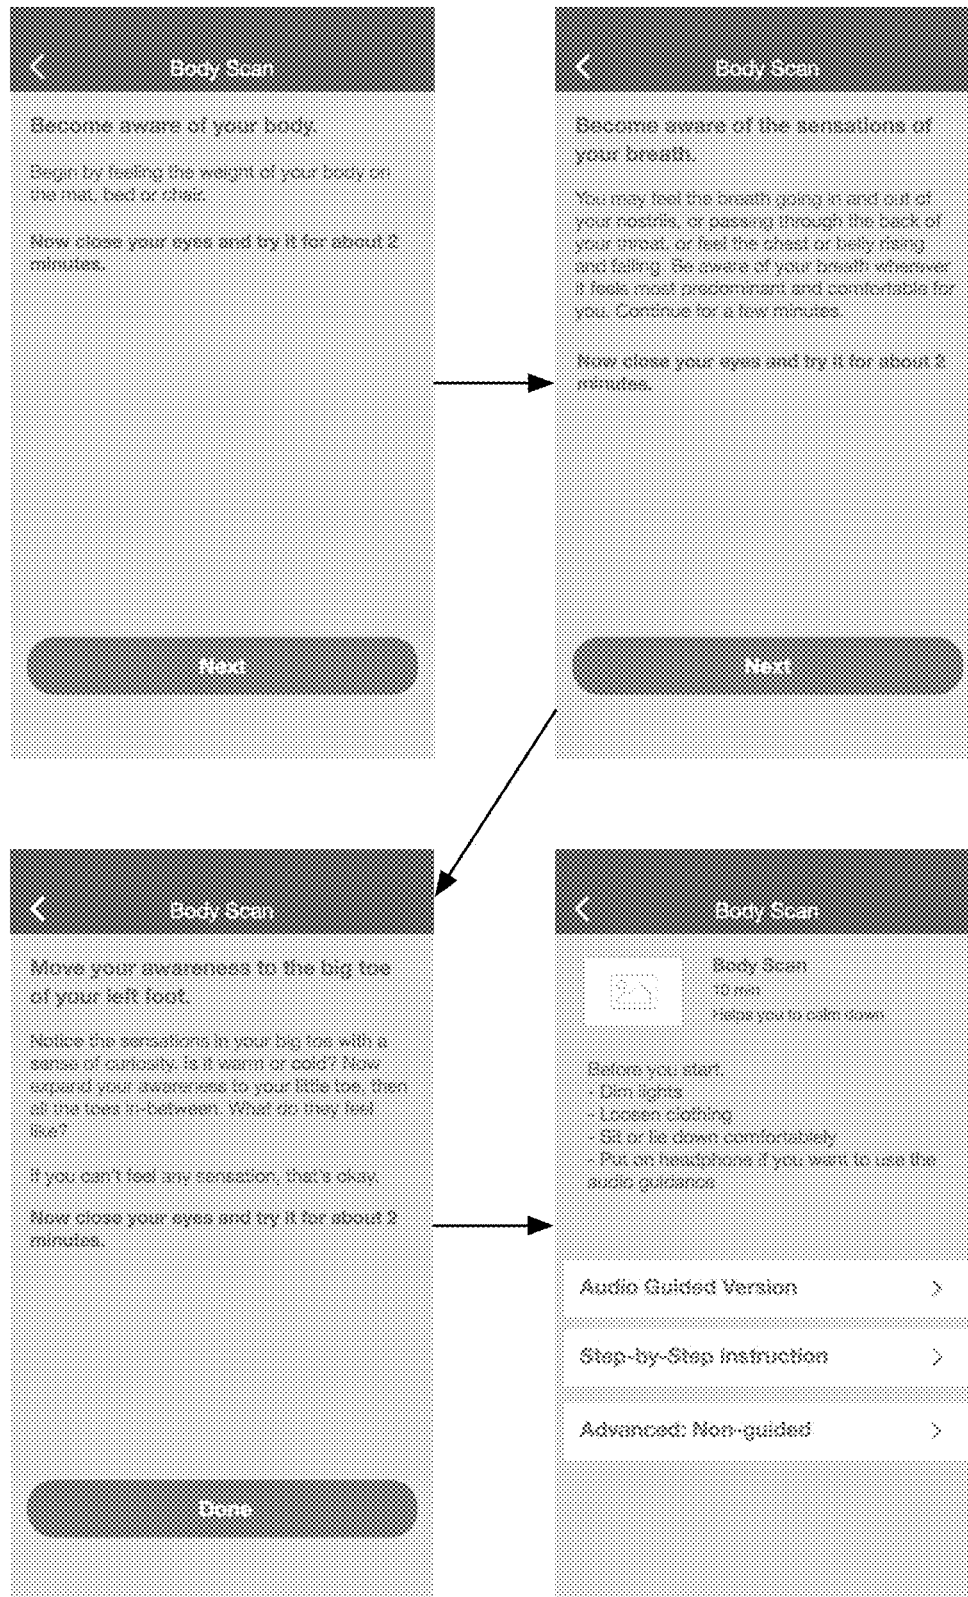 Body Scan
Become aware of your body.
Begin by feeling the weight of your body on
the mat, bed or chair.
Now close your eyes and try it for about 2
minutes.
Next
Body Scan
Become aware of the sensations of
your breath.
You may feel the breath going in and out of
your nostrils, or passing through the back of
your throat, or feel the chest or belly rising
and falling. Be aware of your breath wherever
it feels most predominant and comfortable for
you. Continue for a few minutes.
Now close your eyes and try it for about 2
minutes.
Next
Body Scan
Move your awareness to the big toe
of your left foot.
Notice the sensations in your big toe with a
sense of curiosity. Is it warm or cold? Now
expand your awareness to your little toe, then
all the toes in-between. What do they feel
like?
If you can't feel any sensation, that's okay.
Now close your eyes and try it for about 2
minutes.
Done
Body Scan
Body Scan
10 min
Helps you to calm down
Before you start:
- Dim lights
- Loosen clothing
- Sit or lie down comfortablely
- Put on headphone if you want to use the
audio guidance
Audio Guided Version
Step-by-Step instruction
Advanced: Non-guided